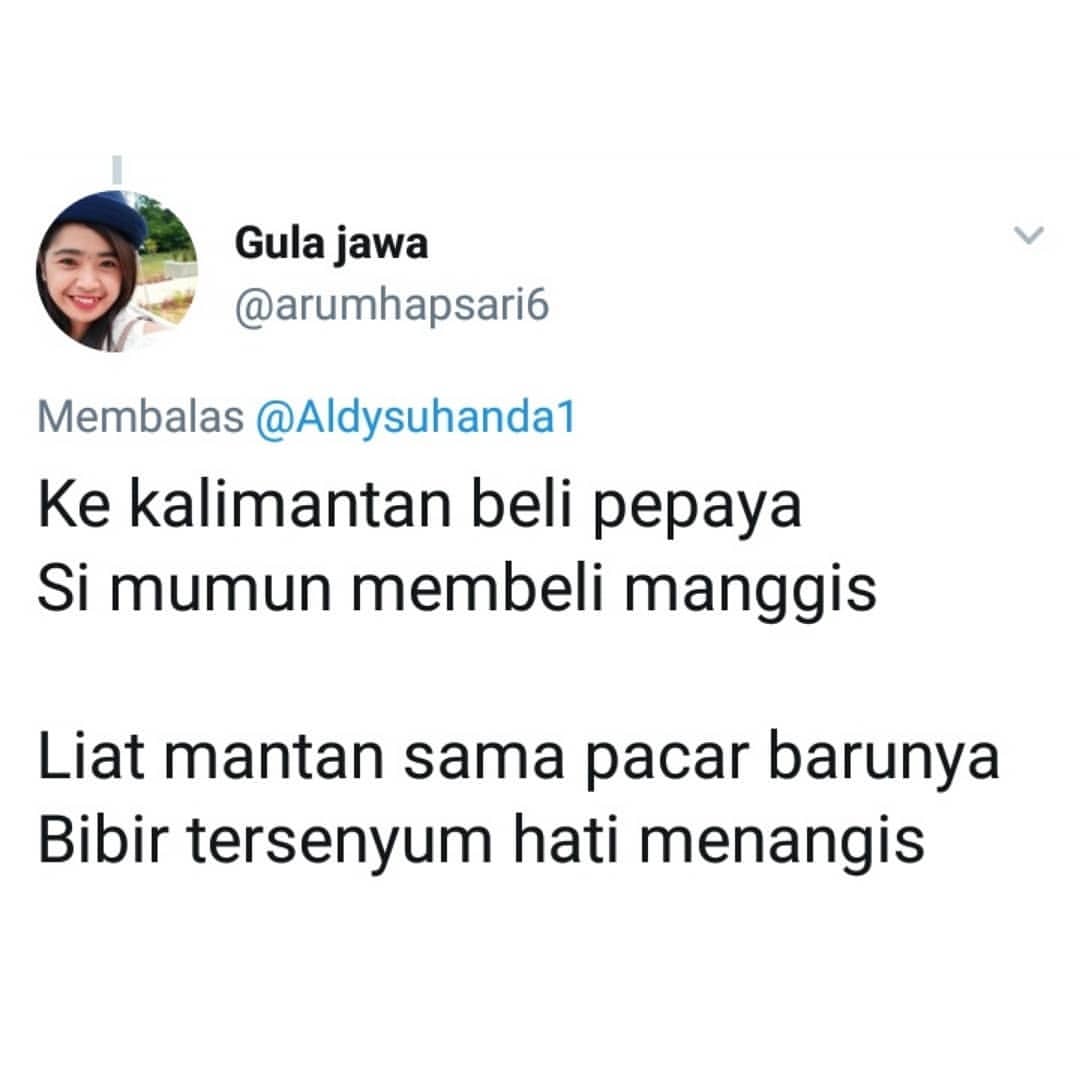 Gula jawa
@arumhapsari6
Membalas @Aldysuhanda1
Ke kalimantan beli pepaya
Si mumun membeli manggis
Liat mantan sama pacar barunya
Bibir tersenyum hati menangis